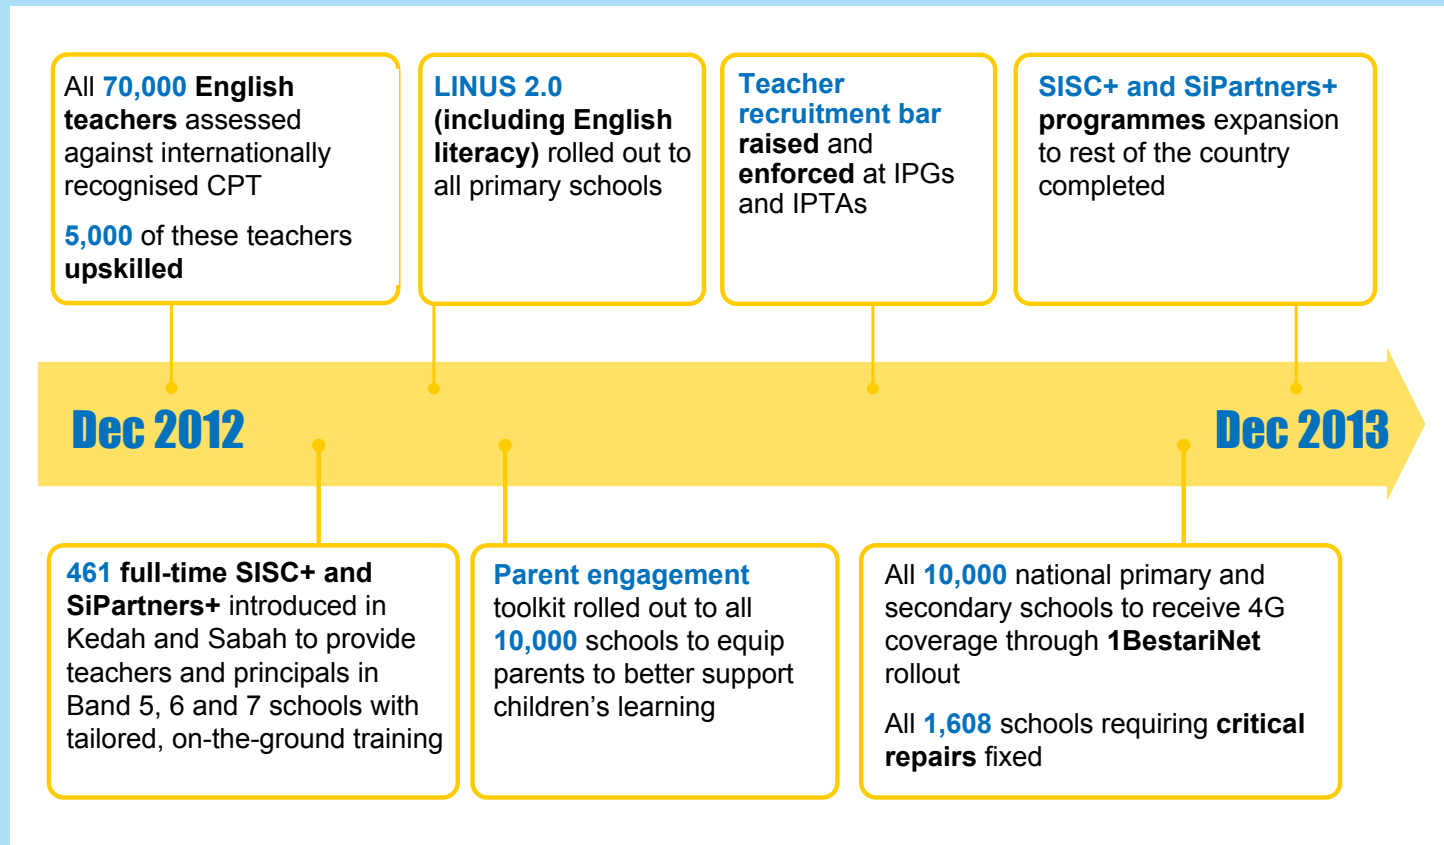 All 70,000 English
teachers assessed
against internationally
recognised CPT
5,000 of these teachers
upskilled
LINUS 2.0
(including English
literacy) rolled out to
all primary schools
Teacher
recruitment bar
raised and
enforced at IPGs
and IPTAs
SISC+ and SiPartners+
programmes expansion
to rest of the country
completed
Dec 2012
Dec 2013
461 full-time SISC+ and
SiPartners+ introduced in
Kedah and Sabah to provide
teachers and principals in
Band 5, 6 and 7 schools with
tailored, on-the-ground training
Parent engagement
toolkit rolled out to all
10,000 schools to equip
parents to better support
children’s learning
All 10,000 national primary and
secondary schools to receive 4G
coverage through 1BestariNet
rollout
All 1,608 schools requiring critical
repairs fixed